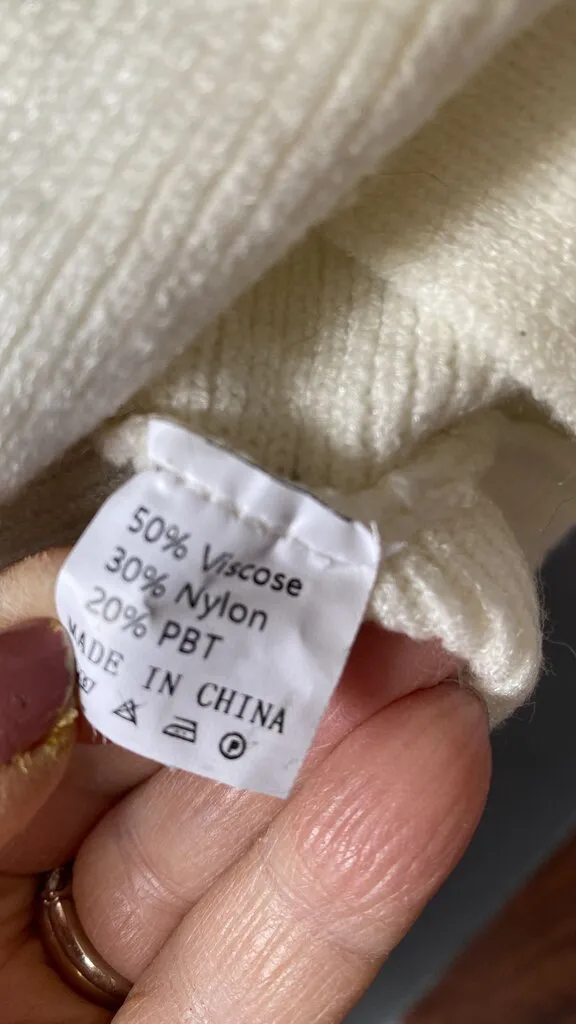 50% Viscose
30% Nylon
20% PBT
MADE IN CHINA
P